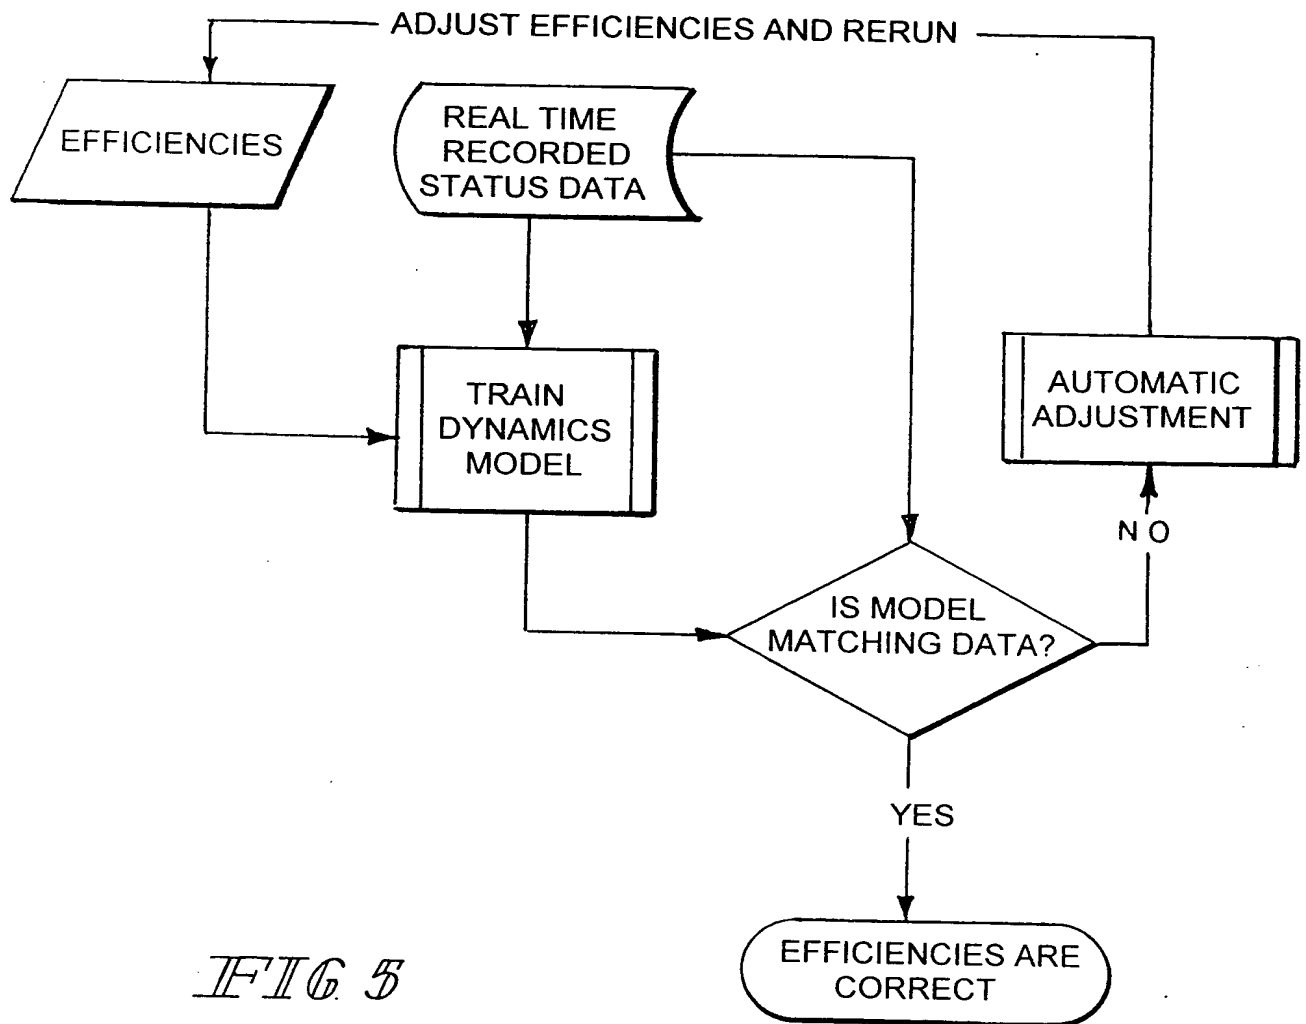 ADJUST EFFICIENCIES AND RERUN
EFFICIENCIES
REAL TIME
RECORDED
STATUS DATA
TRAIN
DYNAMICS
MODEL
AUTOMATIC
ADJUSTMENT
NO
IS MODEL
MATCHING DATA?
YES
EFFICIENCIES ARE
CORRECT
FIG. 5